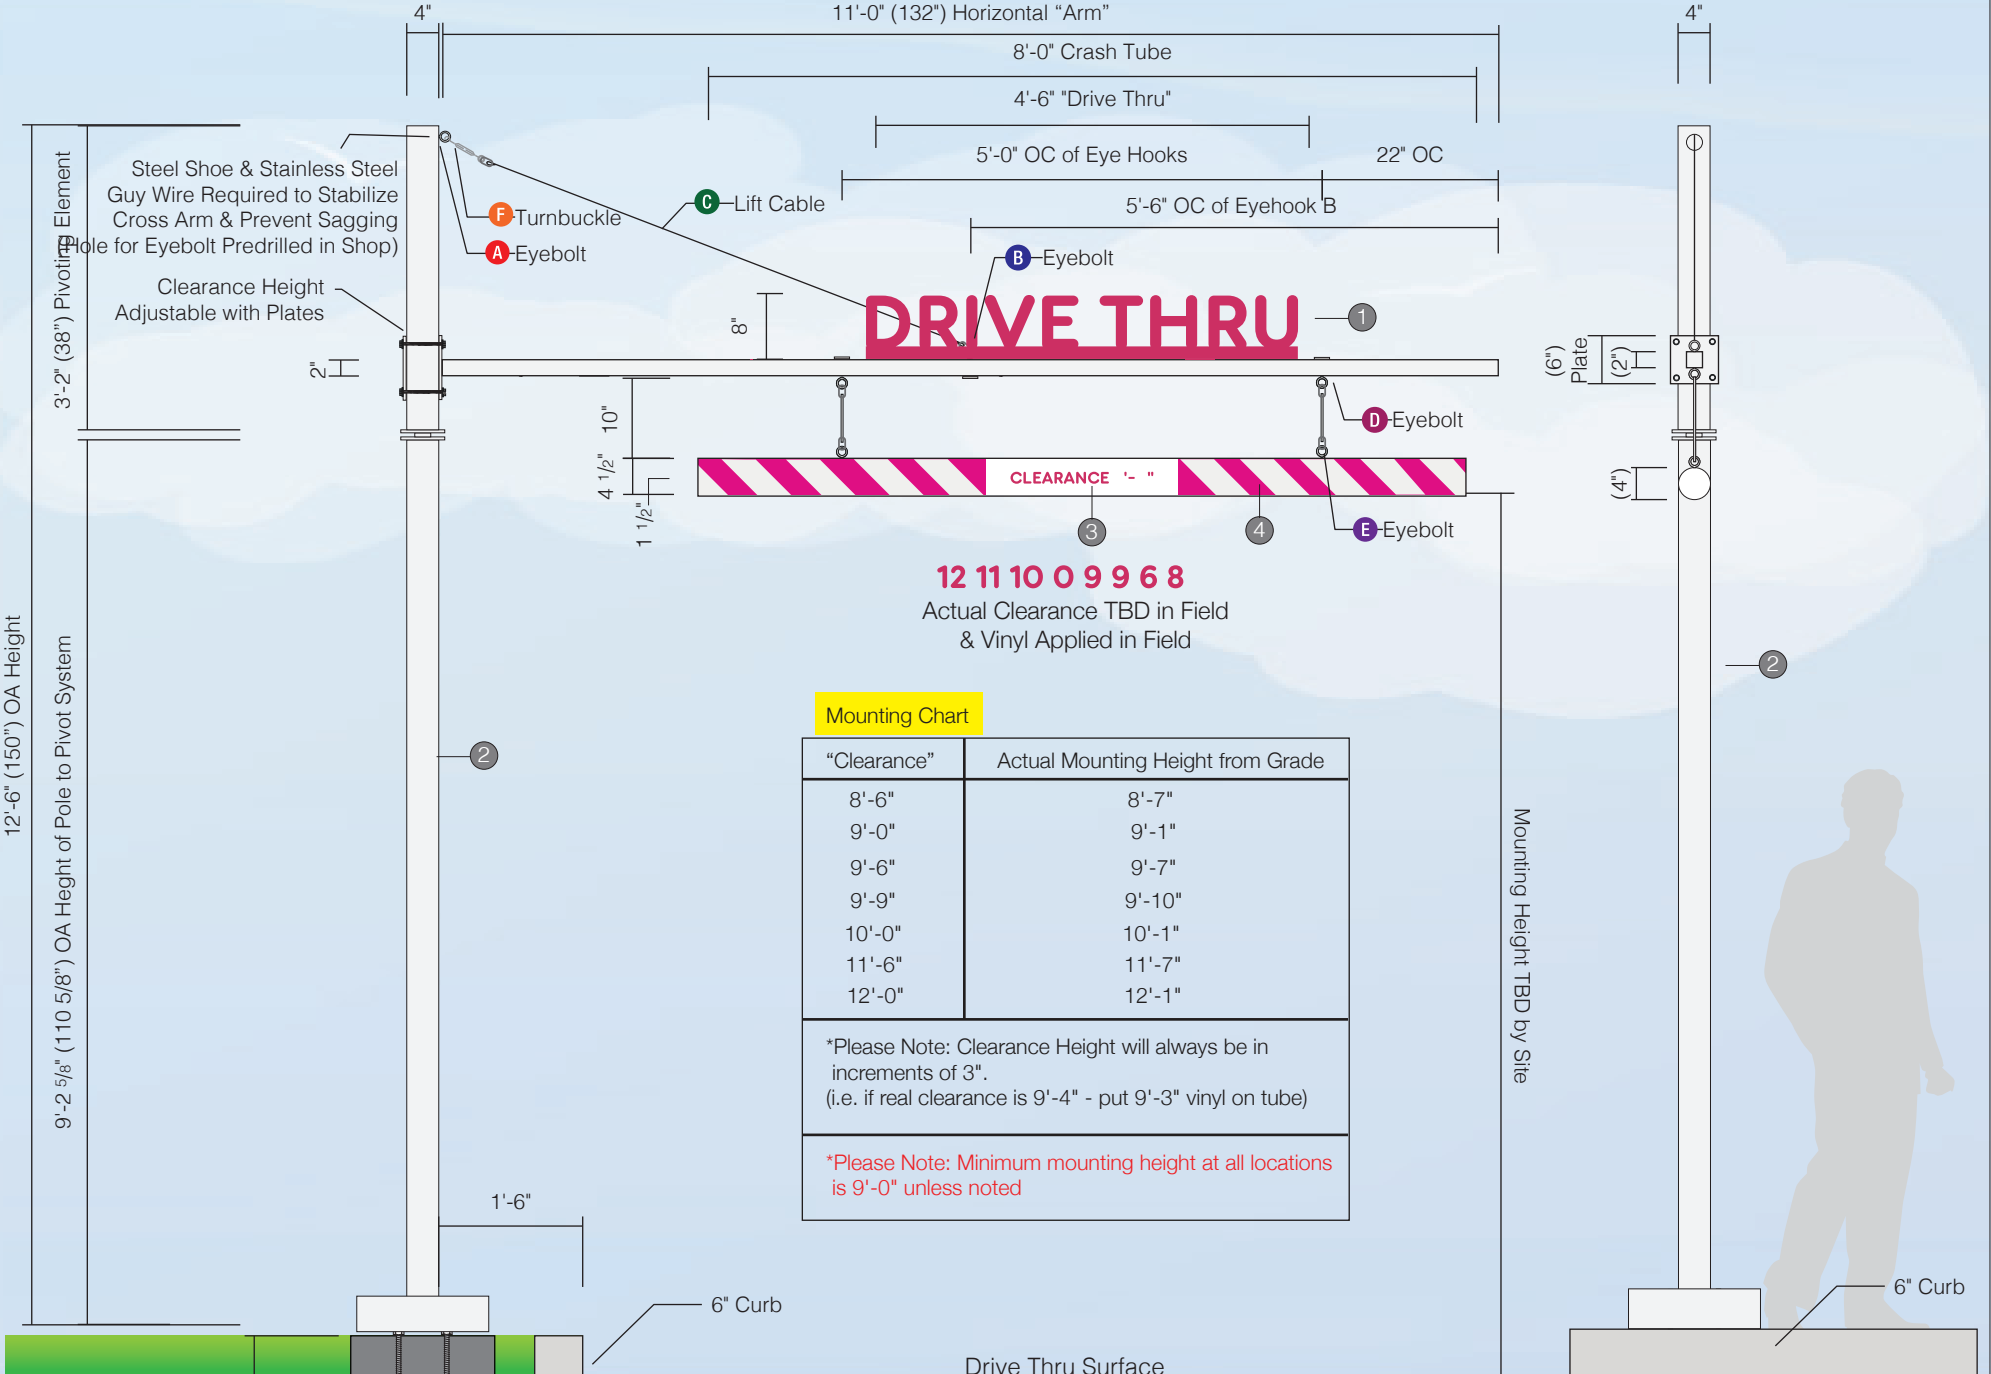 4"
11'-0" (132") Horizontal “Arm”
4"
8'-0" Crash Tube
4'-6" "Drive Thru"
5'-0" OC of Eye Hooks
22" OC
Steel Shoe & Stainless Steel
Guy Wire Required to Stabilize
Cross Arm & Prevent Sagging
(Hole for Eyebolt Predrilled in Shop)
C Lift Cable
F Turnbuckle
A Eyebolt
5'-6" OC of Eyehook B
B Eyebolt
Clearance Height
Adjustable with Plates
3'-2" (38”) Pivoting Element
2"
8"
DRIVE THRU
1
(6")
Plate
(2")
10"
D Eyebolt
4 1/2"
1 1/2"
CLEARANCE '- "
(4")
3
4
E Eyebolt
12 11 10 0 9 9 6 8
Actual Clearance TBD in Field
& Vinyl Applied in Field
12'-6" (150”) OA Height
9'-2 5/8" (110 5/8”) OA Heght of Pole to Pivot System
2
2
Mounting Chart
“Clearance” Actual Mounting Height from Grade
8'-6" 8'-7"
9'-0" 9'-1"
9'-6" 9'-7"
9'-9" 9'-10"
10'-0" 10'-1"
11'-6" 11'-7"
12'-0" 12'-1"
*Please Note: Clearance Height will always be in
increments of 3".
(i.e. if real clearance is 9'-4" - put 9'-3" vinyl on tube)
*Please Note: Minimum mounting height at all locations
is 9'-0" unless noted
Mounting Height TBD by Site
1'-6"
6" Curb
6" Curb
Drive Thru Surface